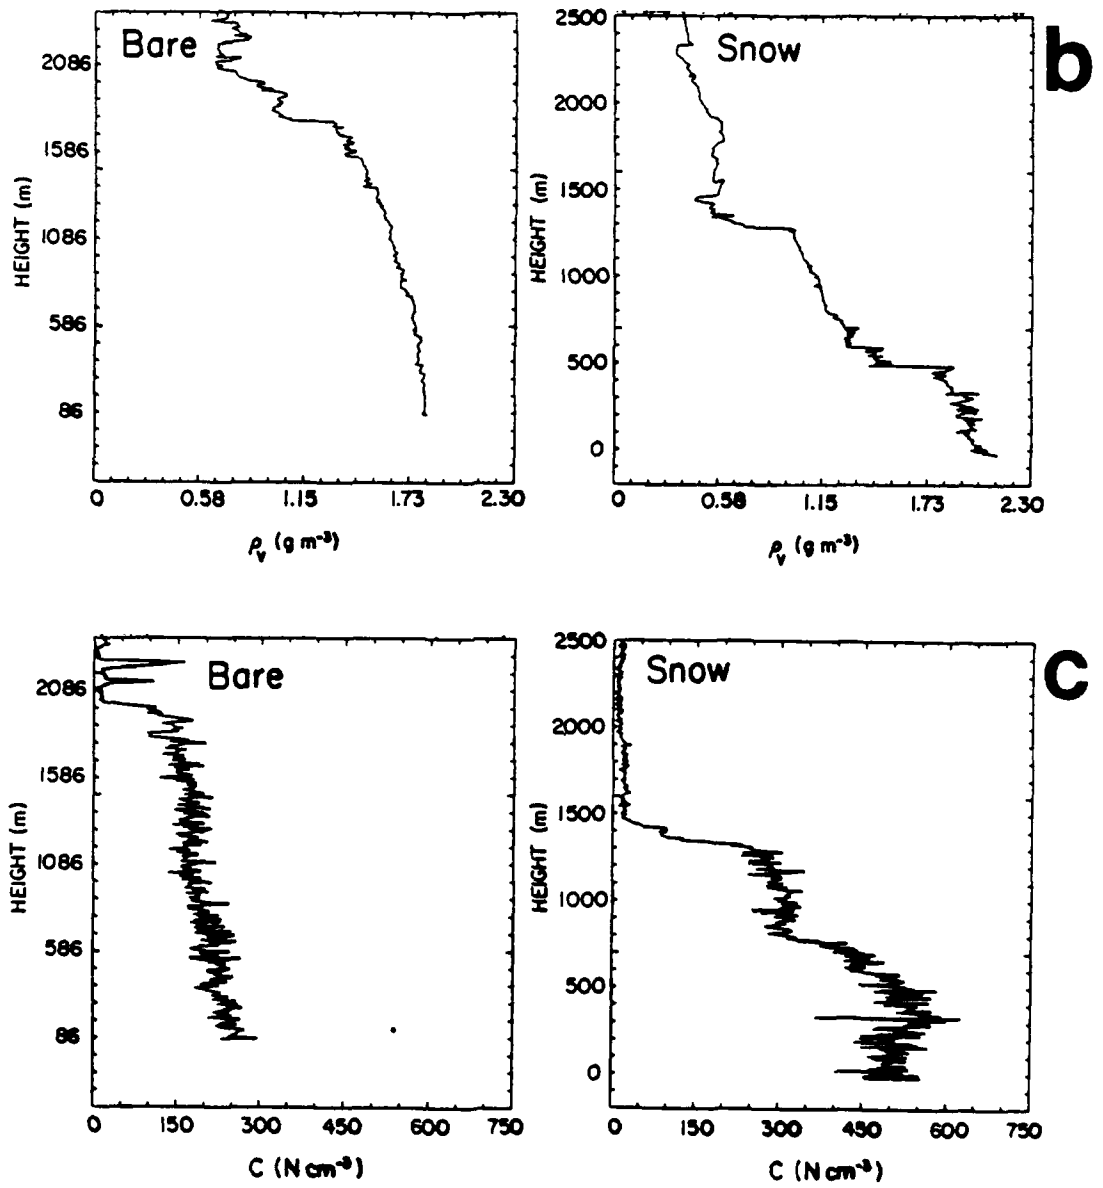 Bare
2086
1586
1086
586
86
HEIGHT (m)
0 0.58 1.15 1.73 2.30
ρv (g m⁻³)
Snow
2500
2000
1500
1000
500
0
HEIGHT (m)
0 0.58 1.15 1.73 2.30
ρv (g m⁻³)
b
Bare
2086
1586
1086
586
86
HEIGHT (m)
0 150 300 450 600 750
C (N cm⁻³)
Snow
2500
2000
1500
1000
500
0
HEIGHT (m)
0 150 300 450 600 750
C (N cm⁻³)
c